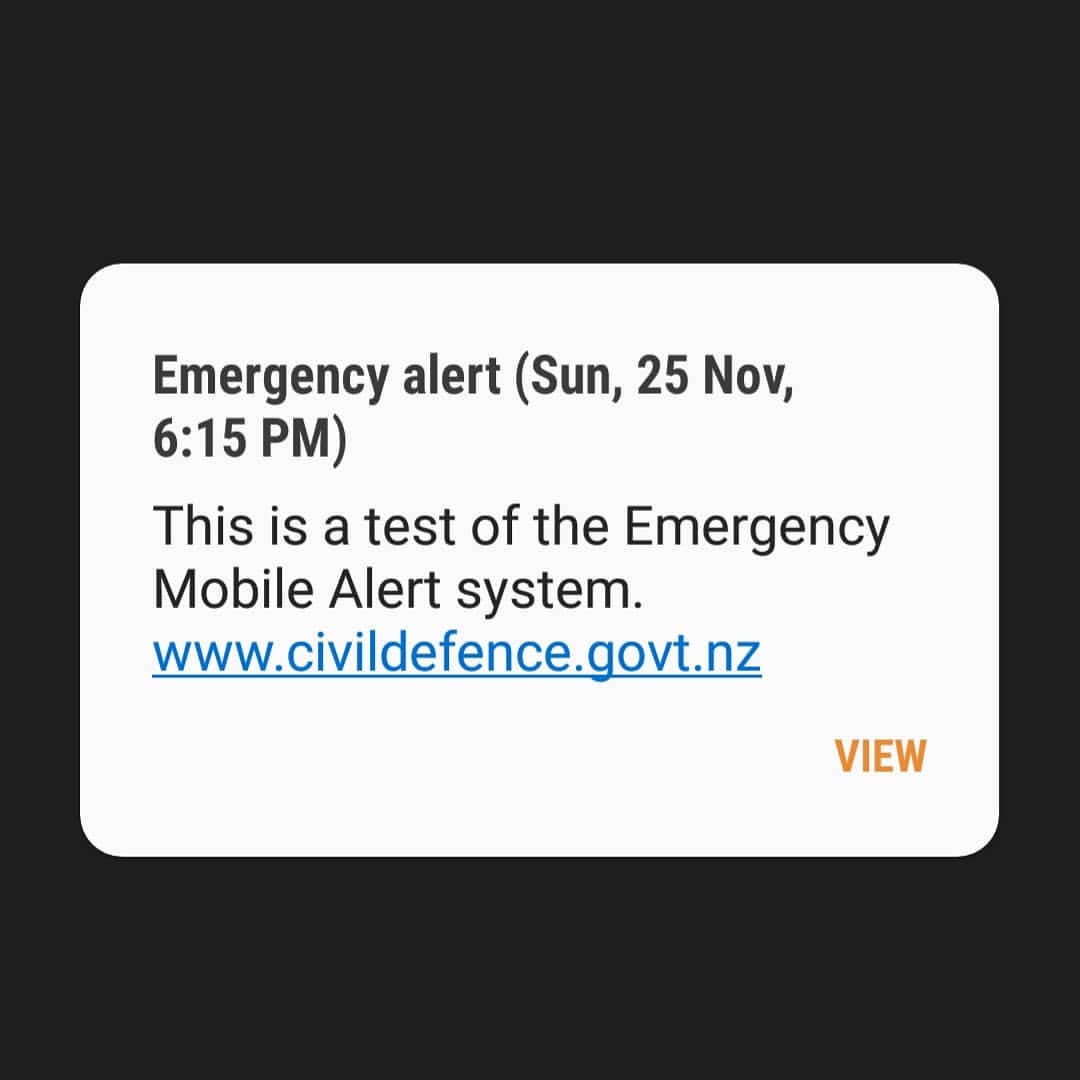 Emergency alert (Sun, 25 Nov,
6:15 PM)
This is a test of the Emergency
Mobile Alert system.
www.civildefence.govt.nz
VIEW